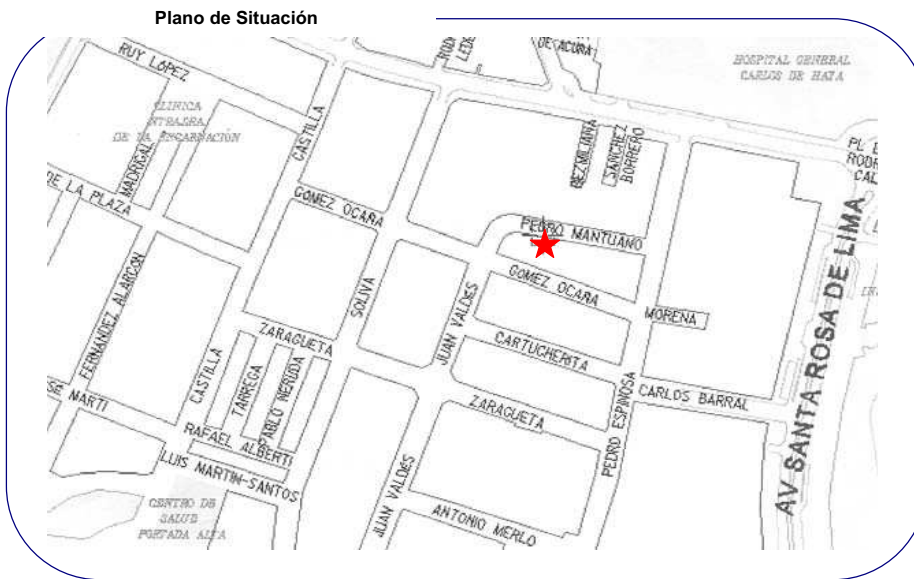 Plano de Situación
RUY LÓPEZ
CLINICA
DE LA ENCARNACIÓN
MADRIGAL
DE LA PLAZA
CASTILLA
DE ACUÑA
HOSPITAL GENERAL
CARLOS DE HAYA
BEZMILIANA
SANCHEZ
BORRERO
GOMEZ OCAÑA
PEDRO MANTUANO
GOMEZ OCAÑA
MORENA
SOLIVA
JUAN VALDES
CARTUCHERITA
ZARAGUETA
FERNANDEZ ALARCÓN
CASTILLA
TARREGA
PABLO NERUDA
ZARAGUETA
CARLOS BARRAL
PEDRO ESPINOSA
AV SANTA ROSA DE LIMA
MARTI
RAFAEL ALBERTI
LUIS MARTIN-SANTOS
CENTRO DE
SALUD
PORTADA ALTA
JUAN VALDES
ANTONIO MERLO